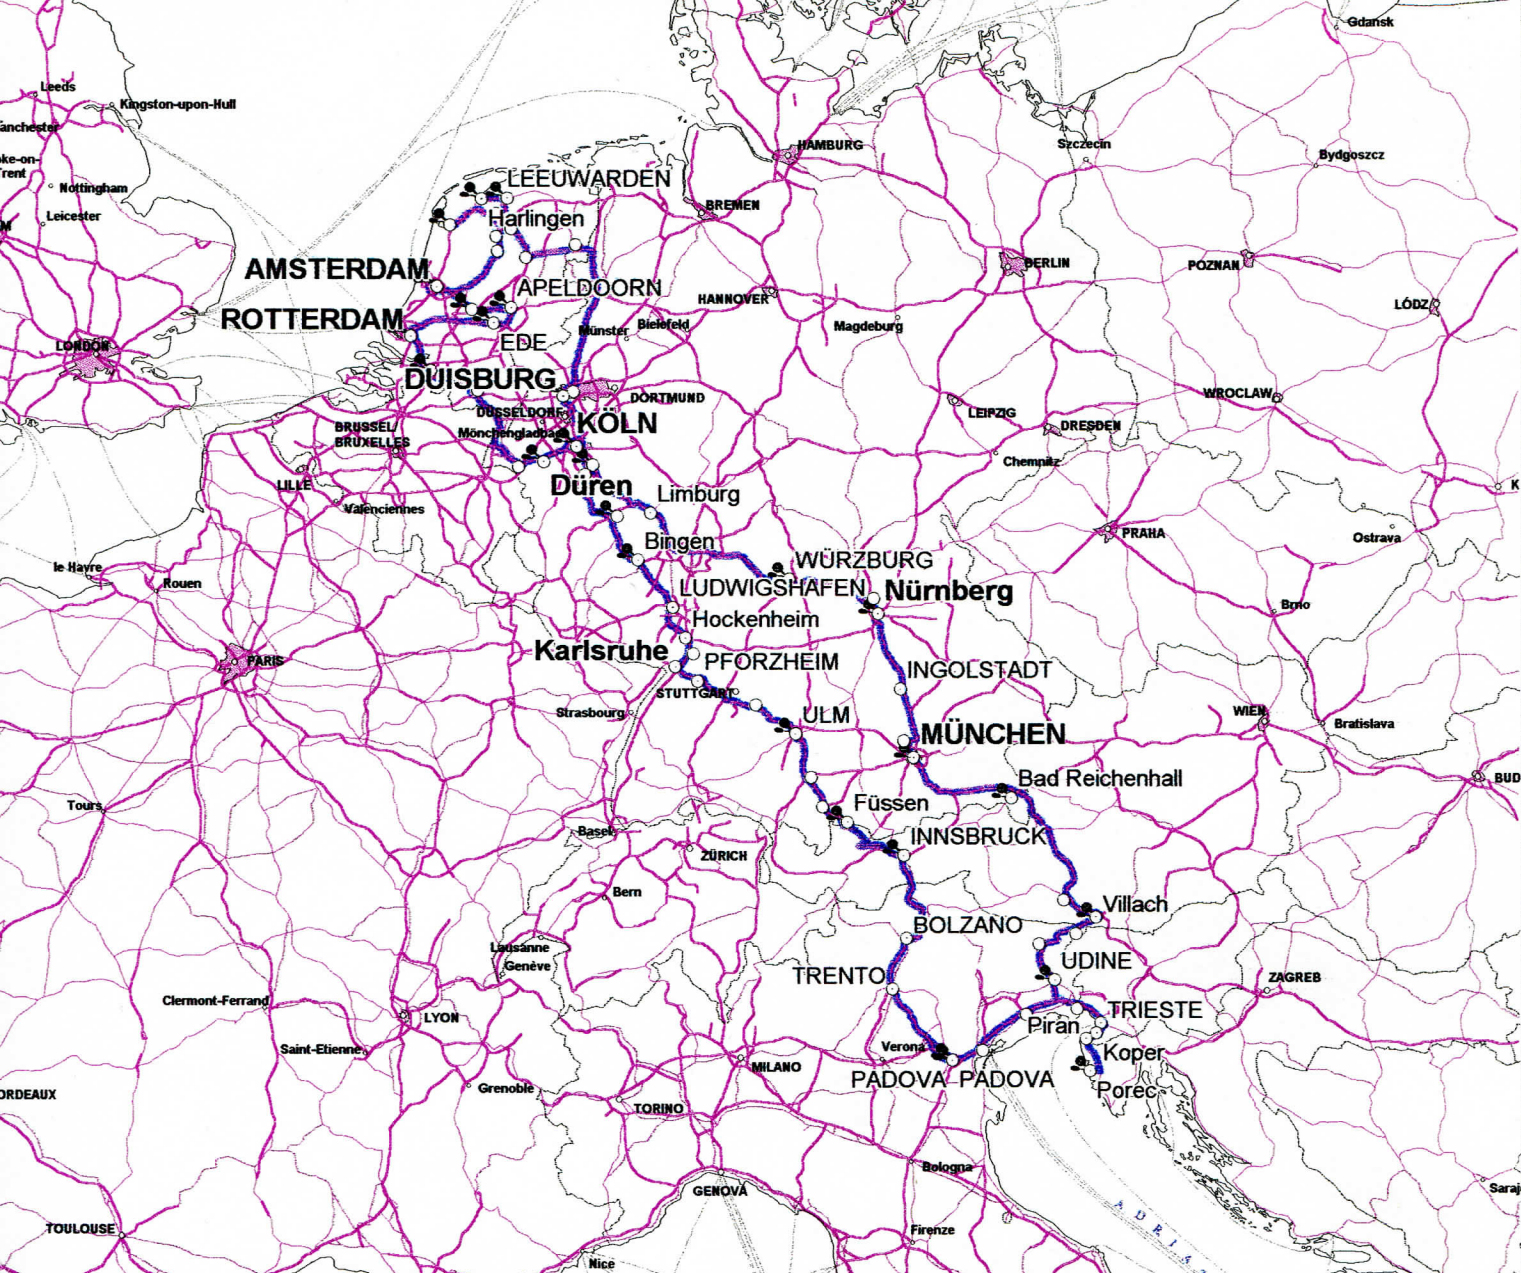 Gdansk
Leeds
Kingston-upon-Hull
anchester
HAMBURG
Szczecin
Bydgoszcz
oke-on-
Trent
Nottingham
LEEUWARDEN
BREMEN
Leicester
M
Harlingen
AMSTERDAM
BERLIN
POZNAN
APELDOORN
HANNOVER
LÓDZ
ROTTERDAM
Münster
Bielefeld
Magdeburg
LONDON
EDE
DUISBURG
DORTMUND
WROCLAW
DUSSELDORF
LEIPZIG
BRUSSEL/
BRUXELLES
Mönchengladbac
KÖLN
DRESDEN
Chemnitz
LILLE
Düren
Limburg
K
Valenciennes
PRAHA
Ostrava
Bingen
le Havre
WÜRZBURG
Rouen
LUDWIGSHAFEN
Nürnberg
Brno
Hockenheim
Karlsruhe
PARIS
PFORZHEIM
INGOLSTADT
STUTTGART
Strasbourg
ULM
WIEN
Bratislava
MÜNCHEN
Bad Reichenhall
BUD
Tours
Füssen
Basel
INNSBRUCK
ZÜRICH
Bern
Villach
BOLZANO
Lausanne
Genève
UDINE
TRENTO
ZAGREB
Clermont-Ferrand
LYON
TRIESTE
Piran
Saint-Etienne
Verona
Koper
MILANO
PADOVA
PADOVA
Grenoble
Porec
ORDEAUX
TORINO
Bologna
GENOVA
Saraj
ADRIA
TOULOUSE
Firenze
Nice